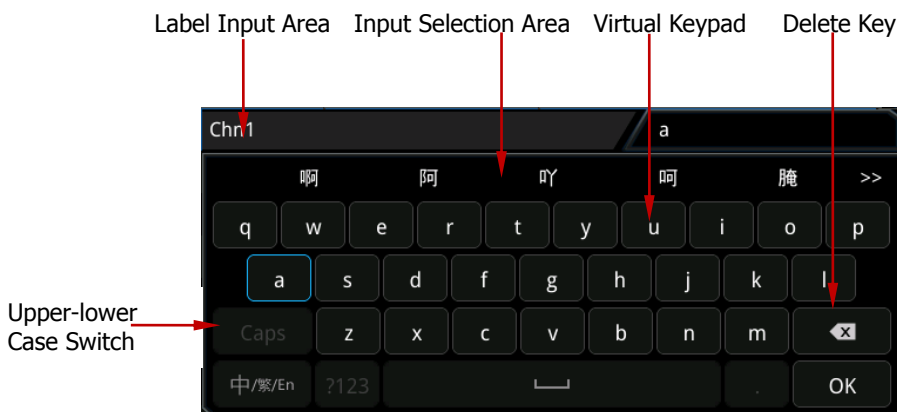 Label Input Area Input Selection Area Virtual Keypad Delete Key
Chn1 a
啊 阿 吖 呵 腌 >>
q w e r t y u i o p
a s d f g h j k l
Upper-lower
Case Switch
Caps z x c v b n m
中/繁/En ?123 . OK